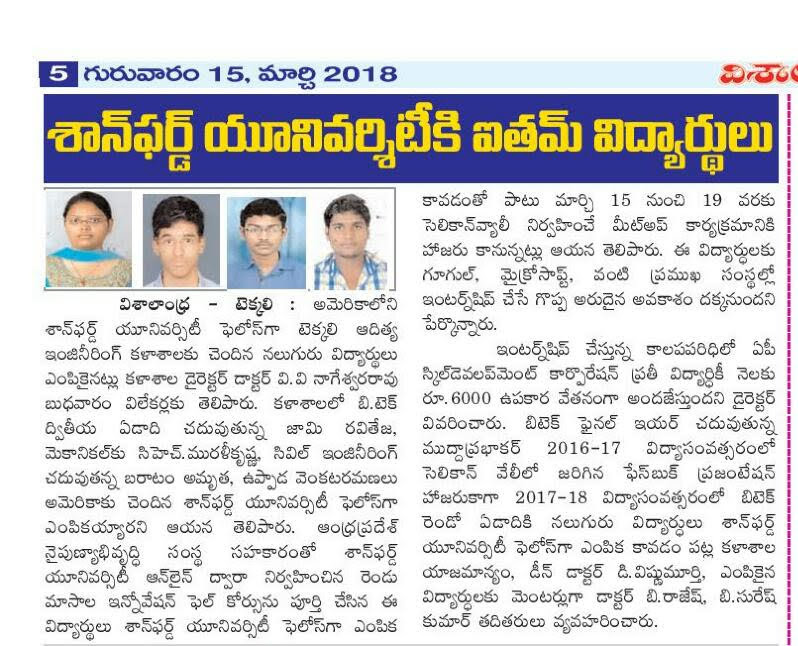 5 గురువారం 15, మార్చి 2018
విశాల
శాన్‌ఫర్డ్ యూనివర్శిటీకి ఐతమ్ విద్యార్థులు
విశాలాంధ్ర - టెక్కలి : అమెరికాలోని
శాన్‌ఫర్డ్ యూనివర్సిటీ ఫెలోస్‌గా టెక్కలి ఆదిత్య
ఇంజినీరింగ్ కళాశాలకు చెందిన నలుగురు విద్యార్థులు
ఎంపికైనట్లు కళాశాల డైరెక్టర్ డాక్టర్ వి.వి నాగేశ్వరరావు
బుధవారం విలేకర్లకు తెలిపారు. కళాశాలలో బి.టెక్
ద్వితీయ ఏడాది చదువుతున్న జామి రవితేజ,
మెకానికల్‌కు సిహెచ్.మురళీకృష్ణ, సివిల్ ఇంజినీరింగ్
చదువుతన్న బరాటం అమృత, ఉప్పాడ వెంకటరమణలు
అమెరికాకు చెందిన శాన్‌ఫర్డ్ యూనివర్సిటీ ఫెలోస్‌గా
ఎంపికయ్యారని ఆయన తెలిపారు. ఆంధ్రప్రదేశ్
నైపుణ్యాభివృద్ధి సంస్థ సహకారంతో శాన్‌ఫర్డ్
యూనివర్సిటీ ఆన్‌లైన్ ద్వారా నిర్వహించిన రెండు
మాసాల ఇన్నోవేషన్ ఫెల్ కోర్సును పూర్తి చేసిన ఈ
విద్యార్థులు శాన్‌ఫర్డ్ యూనివర్సిటీ ఫెలోస్‌గా ఎంపిక
కావడంతో పాటు మార్చి 15 నుంచి 19 వరకు
సెలికాన్‌వ్యాలీ నిర్వహించే మీట్‌అప్ కార్యక్రమానికి
హాజరు కానున్నట్లు ఆయన తెలిపారు. ఈ విద్యార్ధులకు
గూగుల్, మైక్రోసాఫ్ట్, వంటి ప్రముఖ సంస్థల్లో
ఇంటర్న్‌షిప్ చేసే గొప్ప అరుదైన అవకాశం దక్కనుందని
పేర్కొన్నారు.
ఇంటర్న్‌షిప్ చేస్తున్న కాలపపరిధిలో ఏపీ
స్కిల్‌డెవలప్‌మెంట్ కార్పొరేషన్ ప్రతీ విద్యార్ధికీ నెలకు
రూ.6000 ఉపకార వేతనంగా అందజేస్తుందని డైరెక్టర్
వివరించారు. బిటెక్ ఫైనల్ ఇయర్ చదువుతున్న
ముద్దాప్రభాకర్ 2016-17 విద్యాసంవత్సరంలో
సెలికాన్ వేలీలో జరిగిన ఫేస్‌బుక్ ప్రజంటేషన్
హాజరుకాగా 2017-18 విద్యాసంవత్సరంలో బిటెక్
రెండో ఏడాదికి నలుగురు విద్యార్ధులు శాన్‌ఫర్డ్
యూనివర్సిటీ ఫెలోస్‌గా ఎంపిక కావడం పట్ల కళాశాల
యాజమాన్యం, డీన్ డాక్టర్ డి.విష్ణుమూర్తి, ఎంపికైన
విద్యార్ధులకు మెంటర్లుగా డాక్టర్ బి.రాజేష్, బి.సురేష్
కుమార్ తదితరులు వ్యవహరించారు.